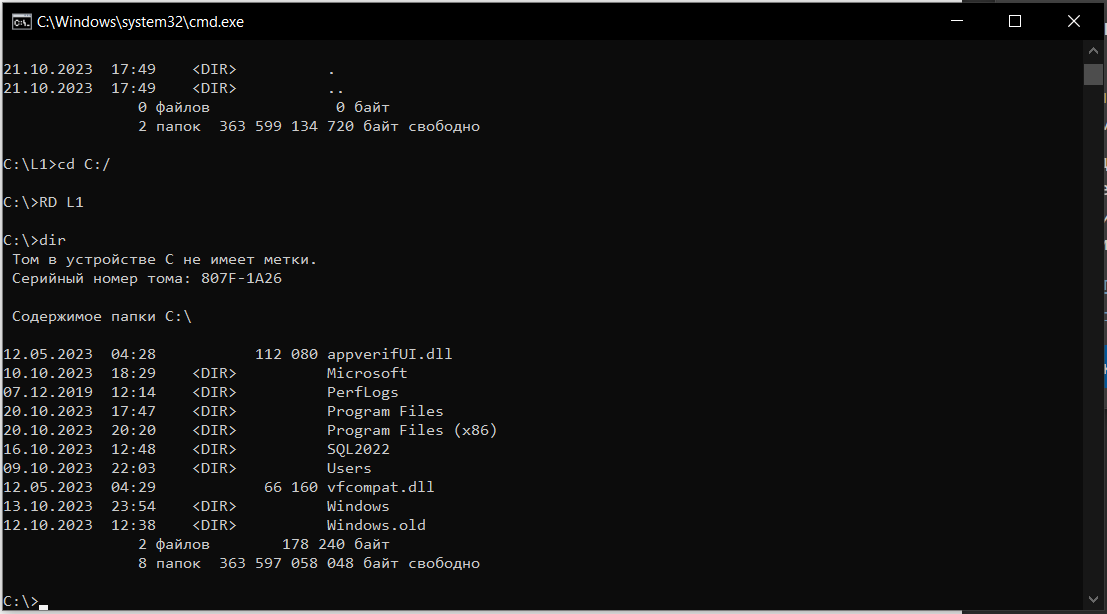 C:\Windows\system32\cmd.exe
21.10.2023  17:49    <DIR>          .
21.10.2023  17:49    <DIR>          ..
               0 файлов              0 байт
               2 папок  363 599 134 720 байт свободно
C:\L1>cd C:/
C:\>RD L1
C:\>dir
 Том в устройстве C не имеет метки.
 Серийный номер тома: 807F-1A26
 Содержимое папки C:\
12.05.2023  04:28           112 080 appverifUI.dll
10.10.2023  18:29    <DIR>          Microsoft
07.12.2019  12:14    <DIR>          PerfLogs
20.10.2023  17:47    <DIR>          Program Files
20.10.2023  20:20    <DIR>          Program Files (x86)
16.10.2023  12:48    <DIR>          SQL2022
09.10.2023  22:03    <DIR>          Users
12.05.2023  04:29            66 160 vfcompat.dll
13.10.2023  23:54    <DIR>          Windows
12.10.2023  12:38    <DIR>          Windows.old
               2 файлов        178 240 байт
               8 папок  363 597 058 048 байт свободно
C:\>